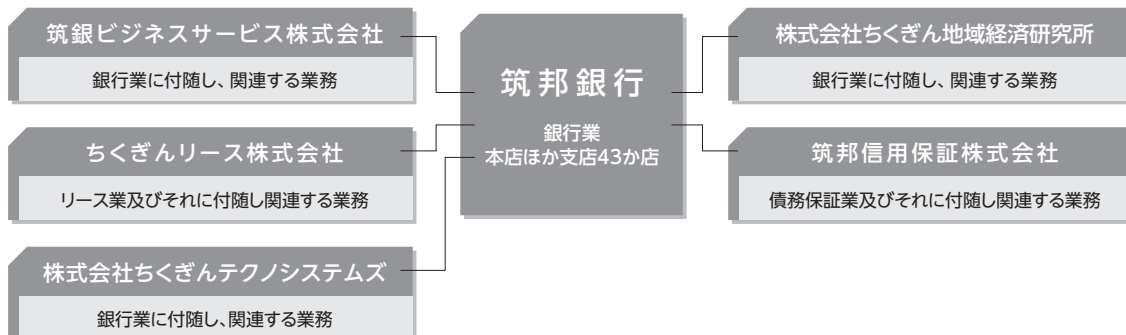 筑銀ビジネスサービス株式会社
銀行業に付随し、関連する業務
ちくぎんリース株式会社
リース業及びそれに付随し関連する業務
株式会社ちくぎんテクノシステムズ
銀行業に付随し、関連する業務
筑邦銀行
銀行業
本店ほか支店43か店
株式会社ちくぎん地域経済研究所
銀行業に付随し、関連する業務
筑邦信用保証株式会社
債務保証業及びそれに付随し関連する業務